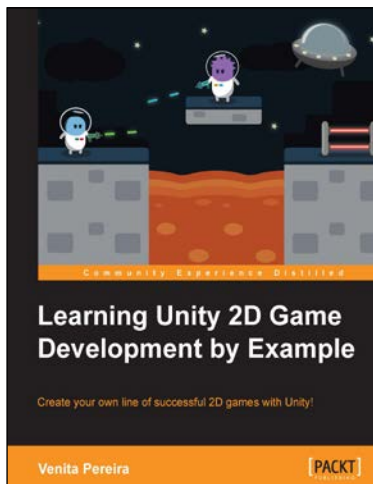 Community Experience Distilled
Learning Unity 2D Game
Development by Example
Create your own line of successful 2D games with Unity!
Venita Pereira
[PACKT]
PUBLISHING